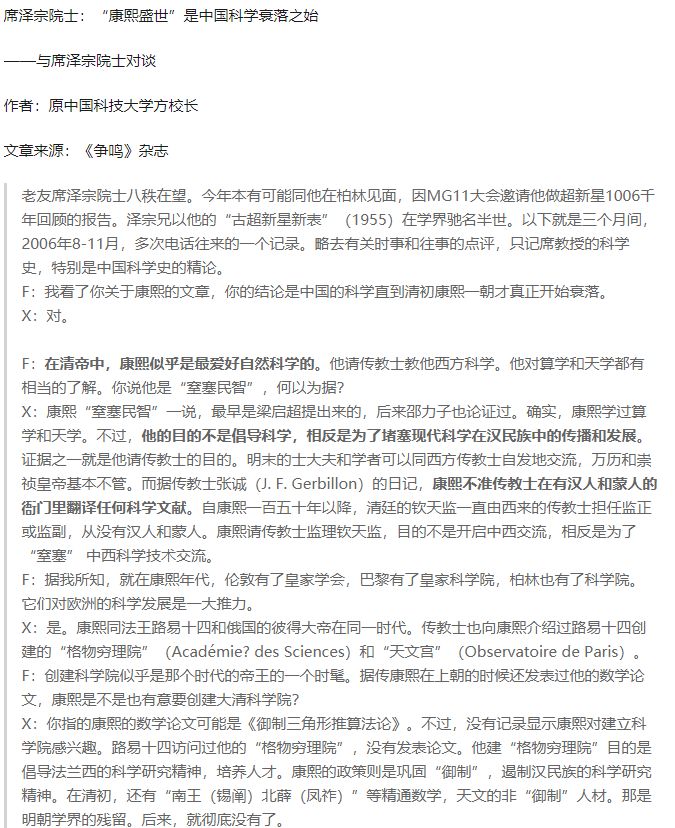 席泽宗院士：“康熙盛世”是中国科学衰落之始
——与席泽宗院士对谈
作者：原中国科技大学方校长
文章来源：《争鸣》杂志
老友席泽宗院士八秩在望。今年本有可能同他在柏林见面，因MG11大会邀请他做超新星1006千
年回顾的报告。泽宗兄以他的“古超新星新表”（1955）在学界驰名半世。以下就是三个月间，
2006年8-11月，多次电话往来的一个记录。略去有关时事和往事的点评，只记席教授的科学
史，特别是中国科学史的精论。
F：我看了你关于康熙的文章，你的结论是中国的科学直到清初康熙一朝才真正开始衰落。
X：对。
F：在清帝中，康熙似乎是最爱好自然科学的。他请传教士教他西方科学。他对算学和天学都有
相当的了解。你说他是“窒塞民智”，何以为据？
X：康熙“窒塞民智”一说，最早是梁启超提出来的，后来邵力子也论证过。确实，康熙学过算
学和天学。不过，他的目的不是倡导科学，相反是为了堵塞现代科学在汉民族中的传播和发展。
证据之一就是他请传教士的目的。明末的士大夫和学者可以同西方传教士自发地交流，万历和崇
祯皇帝基本不管。而据传教士张诚（J. F. Gerbillon）的日记，康熙不准传教士在有汉人和蒙人的
衙门里翻译任何科学文献。自康熙一百五十年以降，清廷的钦天监一直由西来的传教士担任监正
或监副，从没有汉人和蒙人。康熙请传教士监理钦天监，目的不是开启中西交流，相反是为了
“窒塞” 中西科学技术交流。
F：据我所知，就在康熙年代，伦敦有了皇家学会，巴黎有了皇家科学院，柏林也有了科学院。
它们对欧洲的科学发展是一大推力。
X：是。康熙同法王路易十四和俄国的彼得大帝在同一时代。传教士也向康熙介绍过路易十四创
建的“格物穷理院”（Académie? des Sciences）和“天文宫”（Observatoire de Paris）。
F：创建科学院似乎是那个时代的帝王的一个时髦。据传康熙在上朝的时候还发表过他的数学论
文，康熙是不是也有意要创建大清科学院？
X：你指的康熙的数学论文可能是《御制三角形推算法论》。不过，没有记录显示康熙对建立科
学院感兴趣。路易十四访问过他的“格物穷理院”，没有发表论文。他建“格物穷理院”目的是
倡导法兰西的科学研究精神，培养人才。康熙的政策则是巩固“御制”，遏制汉民族的科学研究
精神。在清初，还有“南王（锡阐）北薛（凤祚）”等精通数学，天文的非“御制”人材。那是
明朝学界的残留。后来，就彻底没有了。